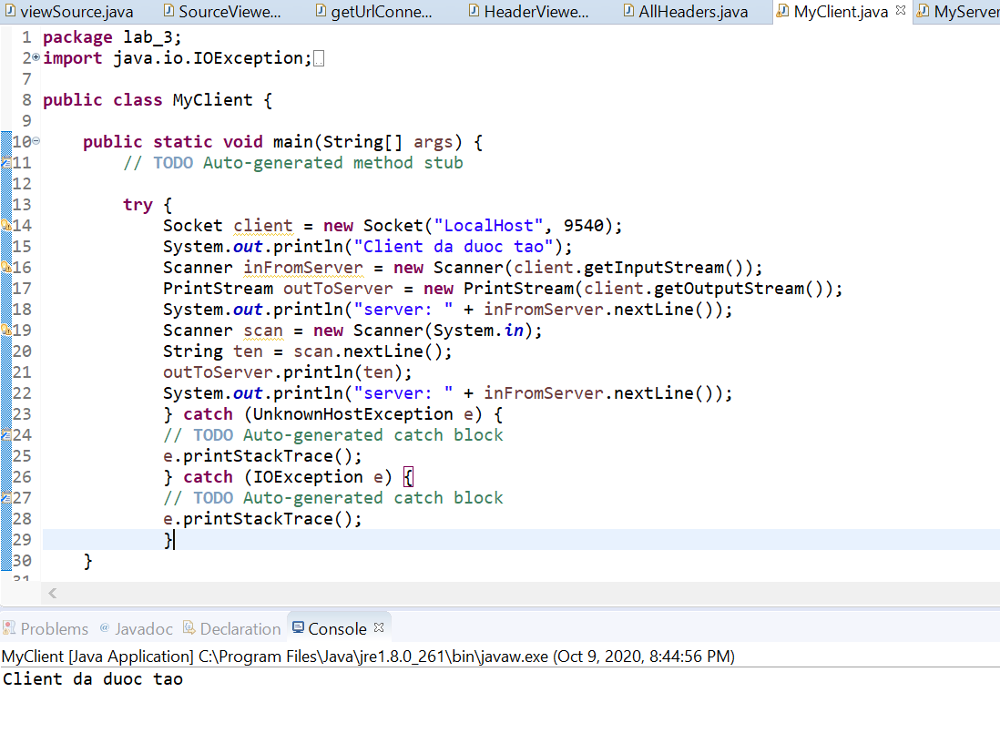 viewSource.java SourceViewe... getUrlConne... HeaderViewe... AllHeaders.java MyClient.java MyServer
1 package lab_3;
2 import java.io.IOException;
7
8 public class MyClient {
9
10 public static void main(String[] args) {
11 // TODO Auto-generated method stub
12
13 try {
14 Socket client = new Socket("LocalHost", 9540);
15 System.out.println("Client da duoc tao");
16 Scanner inFromServer = new Scanner(client.getInputStream());
17 PrintStream outToServer = new PrintStream(client.getOutputStream());
18 System.out.println("server: " + inFromServer.nextLine());
19 Scanner scan = new Scanner(System.in);
20 String ten = scan.nextLine();
21 outToServer.println(ten);
22 System.out.println("server: " + inFromServer.nextLine());
23 } catch (UnknownHostException e) {
24 // TODO Auto-generated catch block
25 e.printStackTrace();
26 } catch (IOException e) {
27 // TODO Auto-generated catch block
28 e.printStackTrace();
29 }
30 }
31
Problems @ Javadoc Declaration Console
MyClient [Java Application] C:\Program Files\Java\jre1.8.0_261\bin\javaw.exe (Oct 9, 2020, 8:44:56 PM)
Client da duoc tao